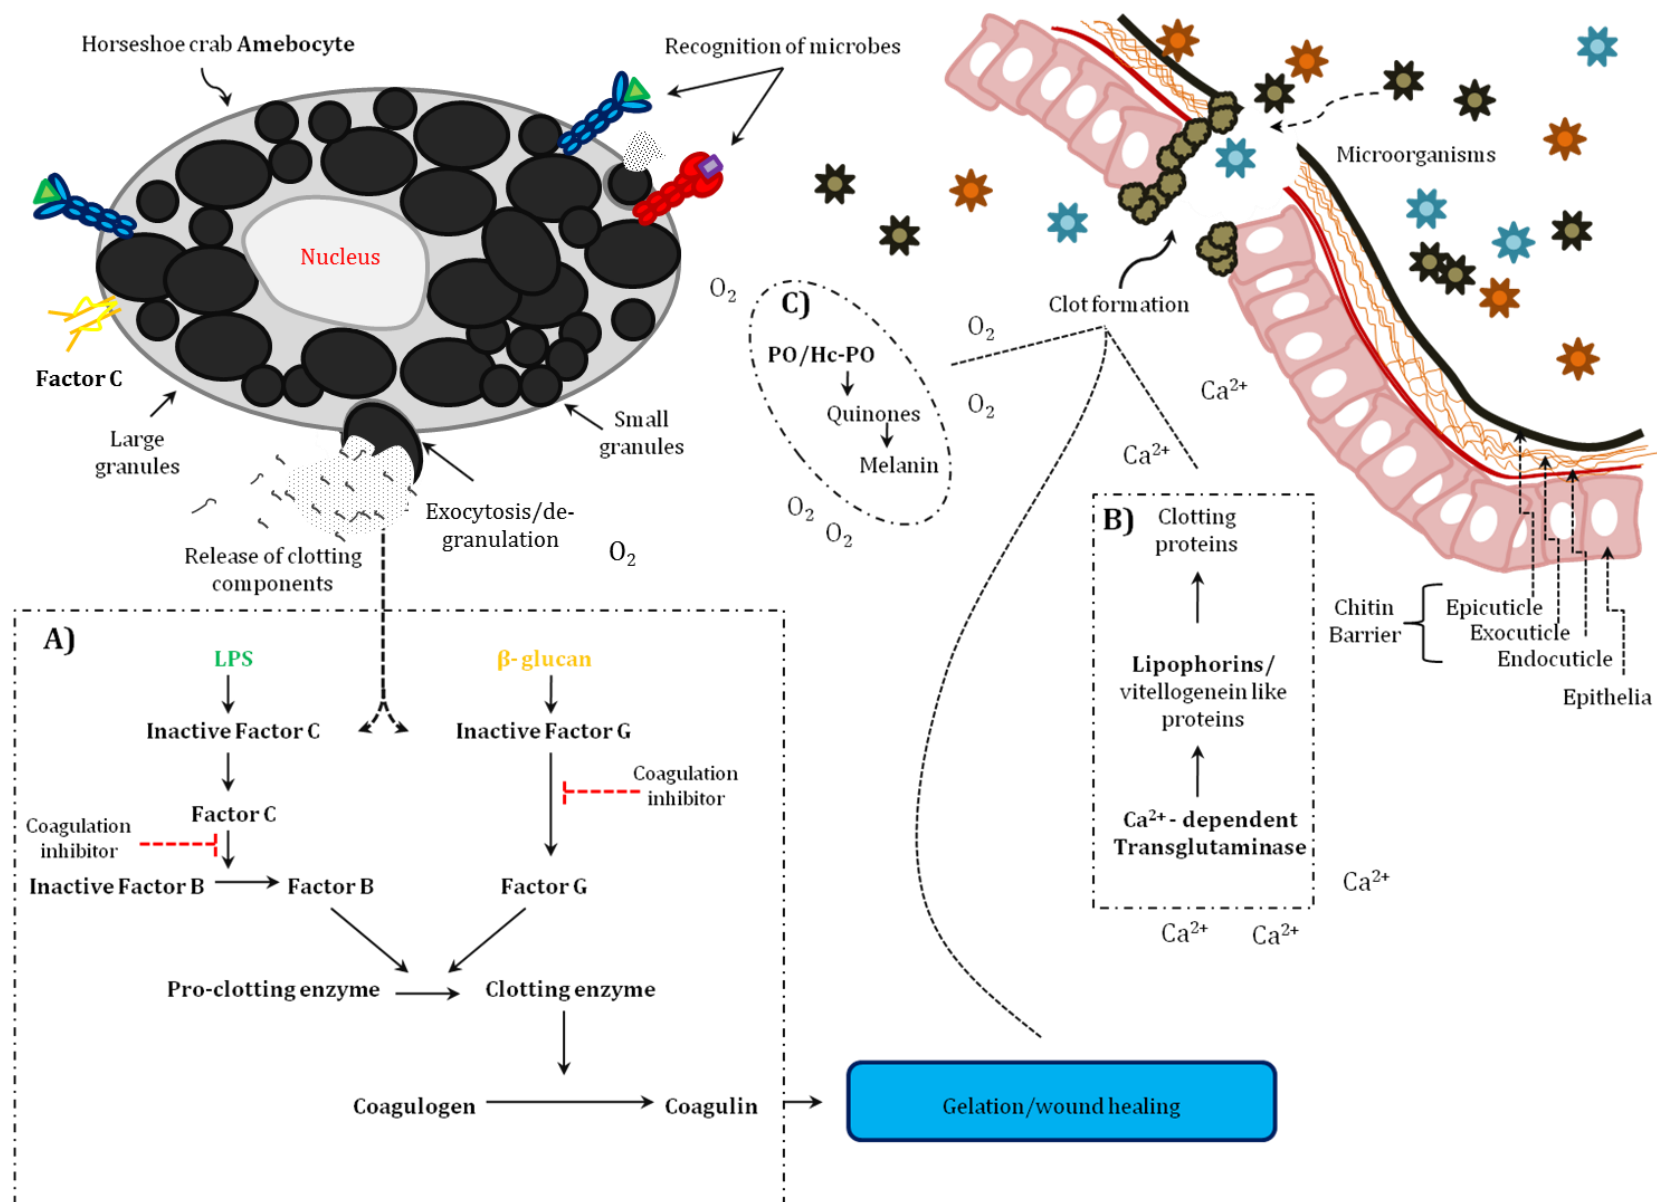 Horseshoe crab Amebocyte
Recognition of microbes
Nucleus
Factor C
Large
granules
Small
granules
Exocytosis/de-
granulation
Release of clotting
components
O2
O2
C)
PO/Hc-PO
Quinones
Melanin
O2
O2
O2
O2
Microorganisms
Clot formation
Ca2+
Ca2+
B)
Clotting
proteins
Lipophorins/
vitellogenein like
proteins
Ca2+- dependent
Transglutaminase
Ca2+
Ca2+
Ca2+
Chitin
Barrier
Epicuticle
Exocuticle
Endocuticle
Epithelia
A)
LPS
β-glucan
Inactive Factor C
Inactive Factor G
Coagulation
inhibitor
Factor C
Coagulation
inhibitor
Inactive Factor B
Factor B
Factor G
Pro-clotting enzyme
Clotting enzyme
Coagulogen
Coagulin
Gelation/wound healing